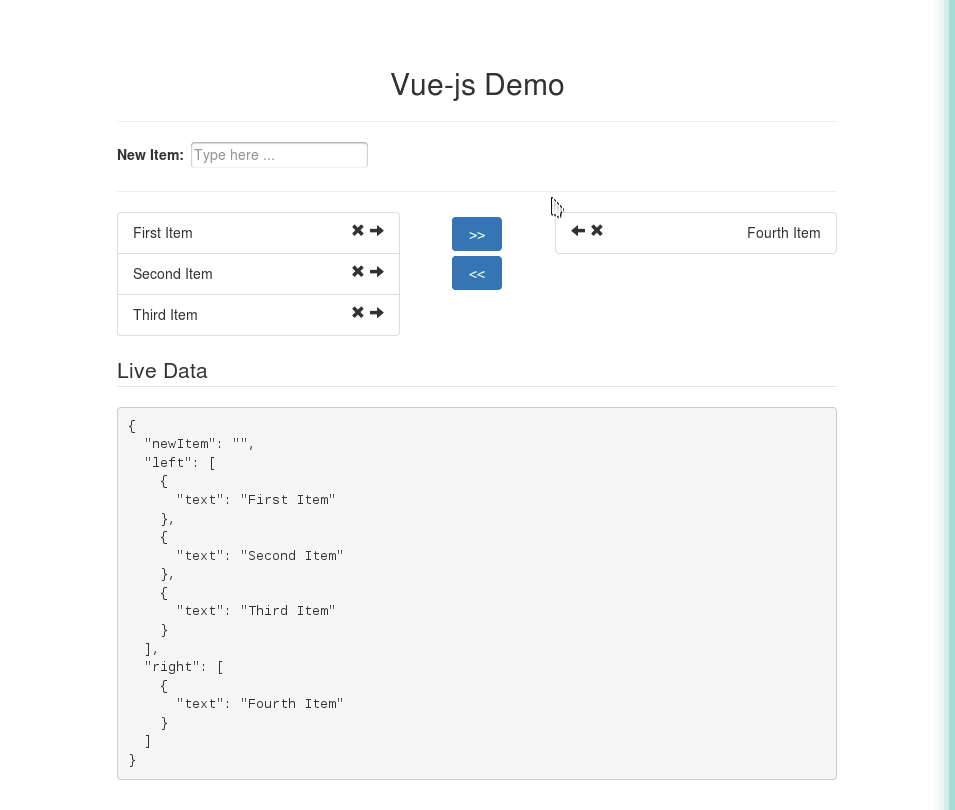 Vue-js Demo
New Item: Type here ...
First Item
Second Item
Third Item
>>
<<
Fourth Item
Live Data
{
  "newItem": "",
  "left": [
    {
      "text": "First Item"
    },
    {
      "text": "Second Item"
    },
    {
      "text": "Third Item"
    }
  ],
  "right": [
    {
      "text": "Fourth Item"
    }
  ]
}